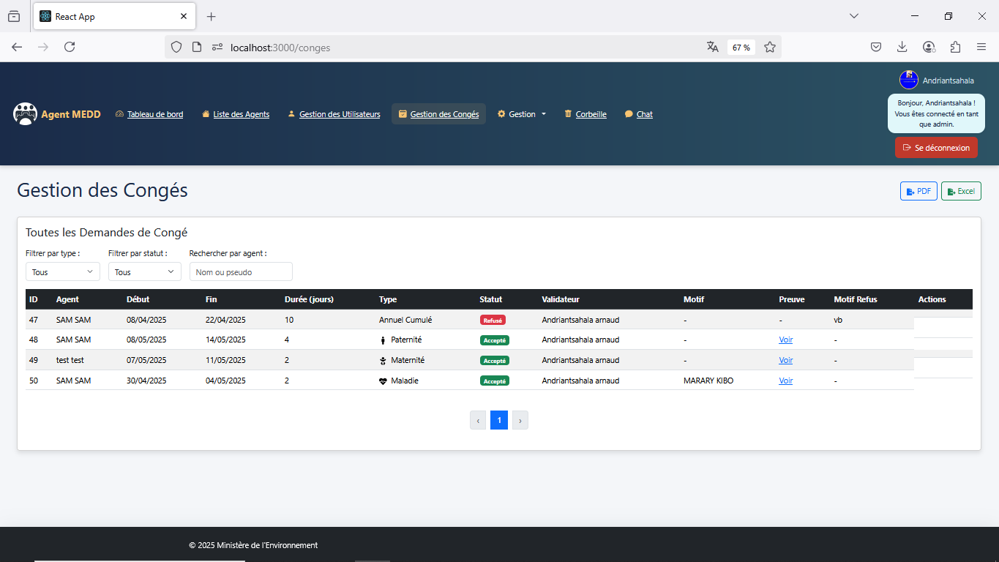 React App
localhost:3000/conges
67 %
Andriantsahala
Agent MEDD
Tableau de bord
Liste des Agents
Gestion des Utilisateurs
Gestion des Congés
Gestion
Corbeille
Chat
Bonjour, Andriantsahala !
Vous êtes connecté en tant
que admin.
Se déconnexion
Gestion des Congés
PDF
Excel
Toutes les Demandes de Congé
Filtrer par type : Filtrer par statut : Rechercher par agent :
Tous Tous Nom ou pseudo
ID Agent Début Fin Durée (jours) Type Statut Validateur Motif Preuve Motif Refus Actions
47 SAM SAM 08/04/2025 22/04/2025 10 Annuel Cumulé Refusé Andriantsahala arnaud - - vb
48 SAM SAM 08/05/2025 14/05/2025 4 Paternité Accepté Andriantsahala arnaud - Voir -
49 test test 07/05/2025 11/05/2025 2 Maternité Accepté Andriantsahala arnaud - Voir -
50 SAM SAM 30/04/2025 04/05/2025 2 Maladie Accepté Andriantsahala arnaud MARARY KIBO Voir -
‹ 1 ›
© 2025 Ministère de l'Environnement